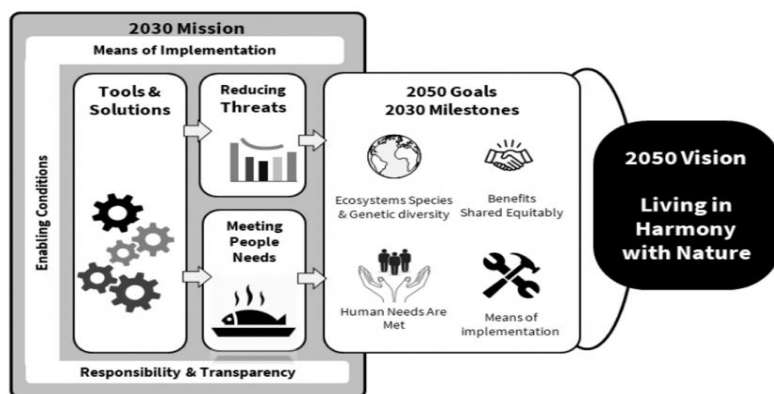 2030 Mission
Means of Implementation
Enabling Conditions
Tools &
Solutions
Reducing
Threats
Meeting
People
Needs
Responsibility & Transparency
2050 Goals
2030 Milestones
Ecosystems Species
& Genetic diversity
Benefits
Shared Equitably
Human Needs Are
Met
Means of
implementation
2050 Vision
Living in
Harmony
with Nature